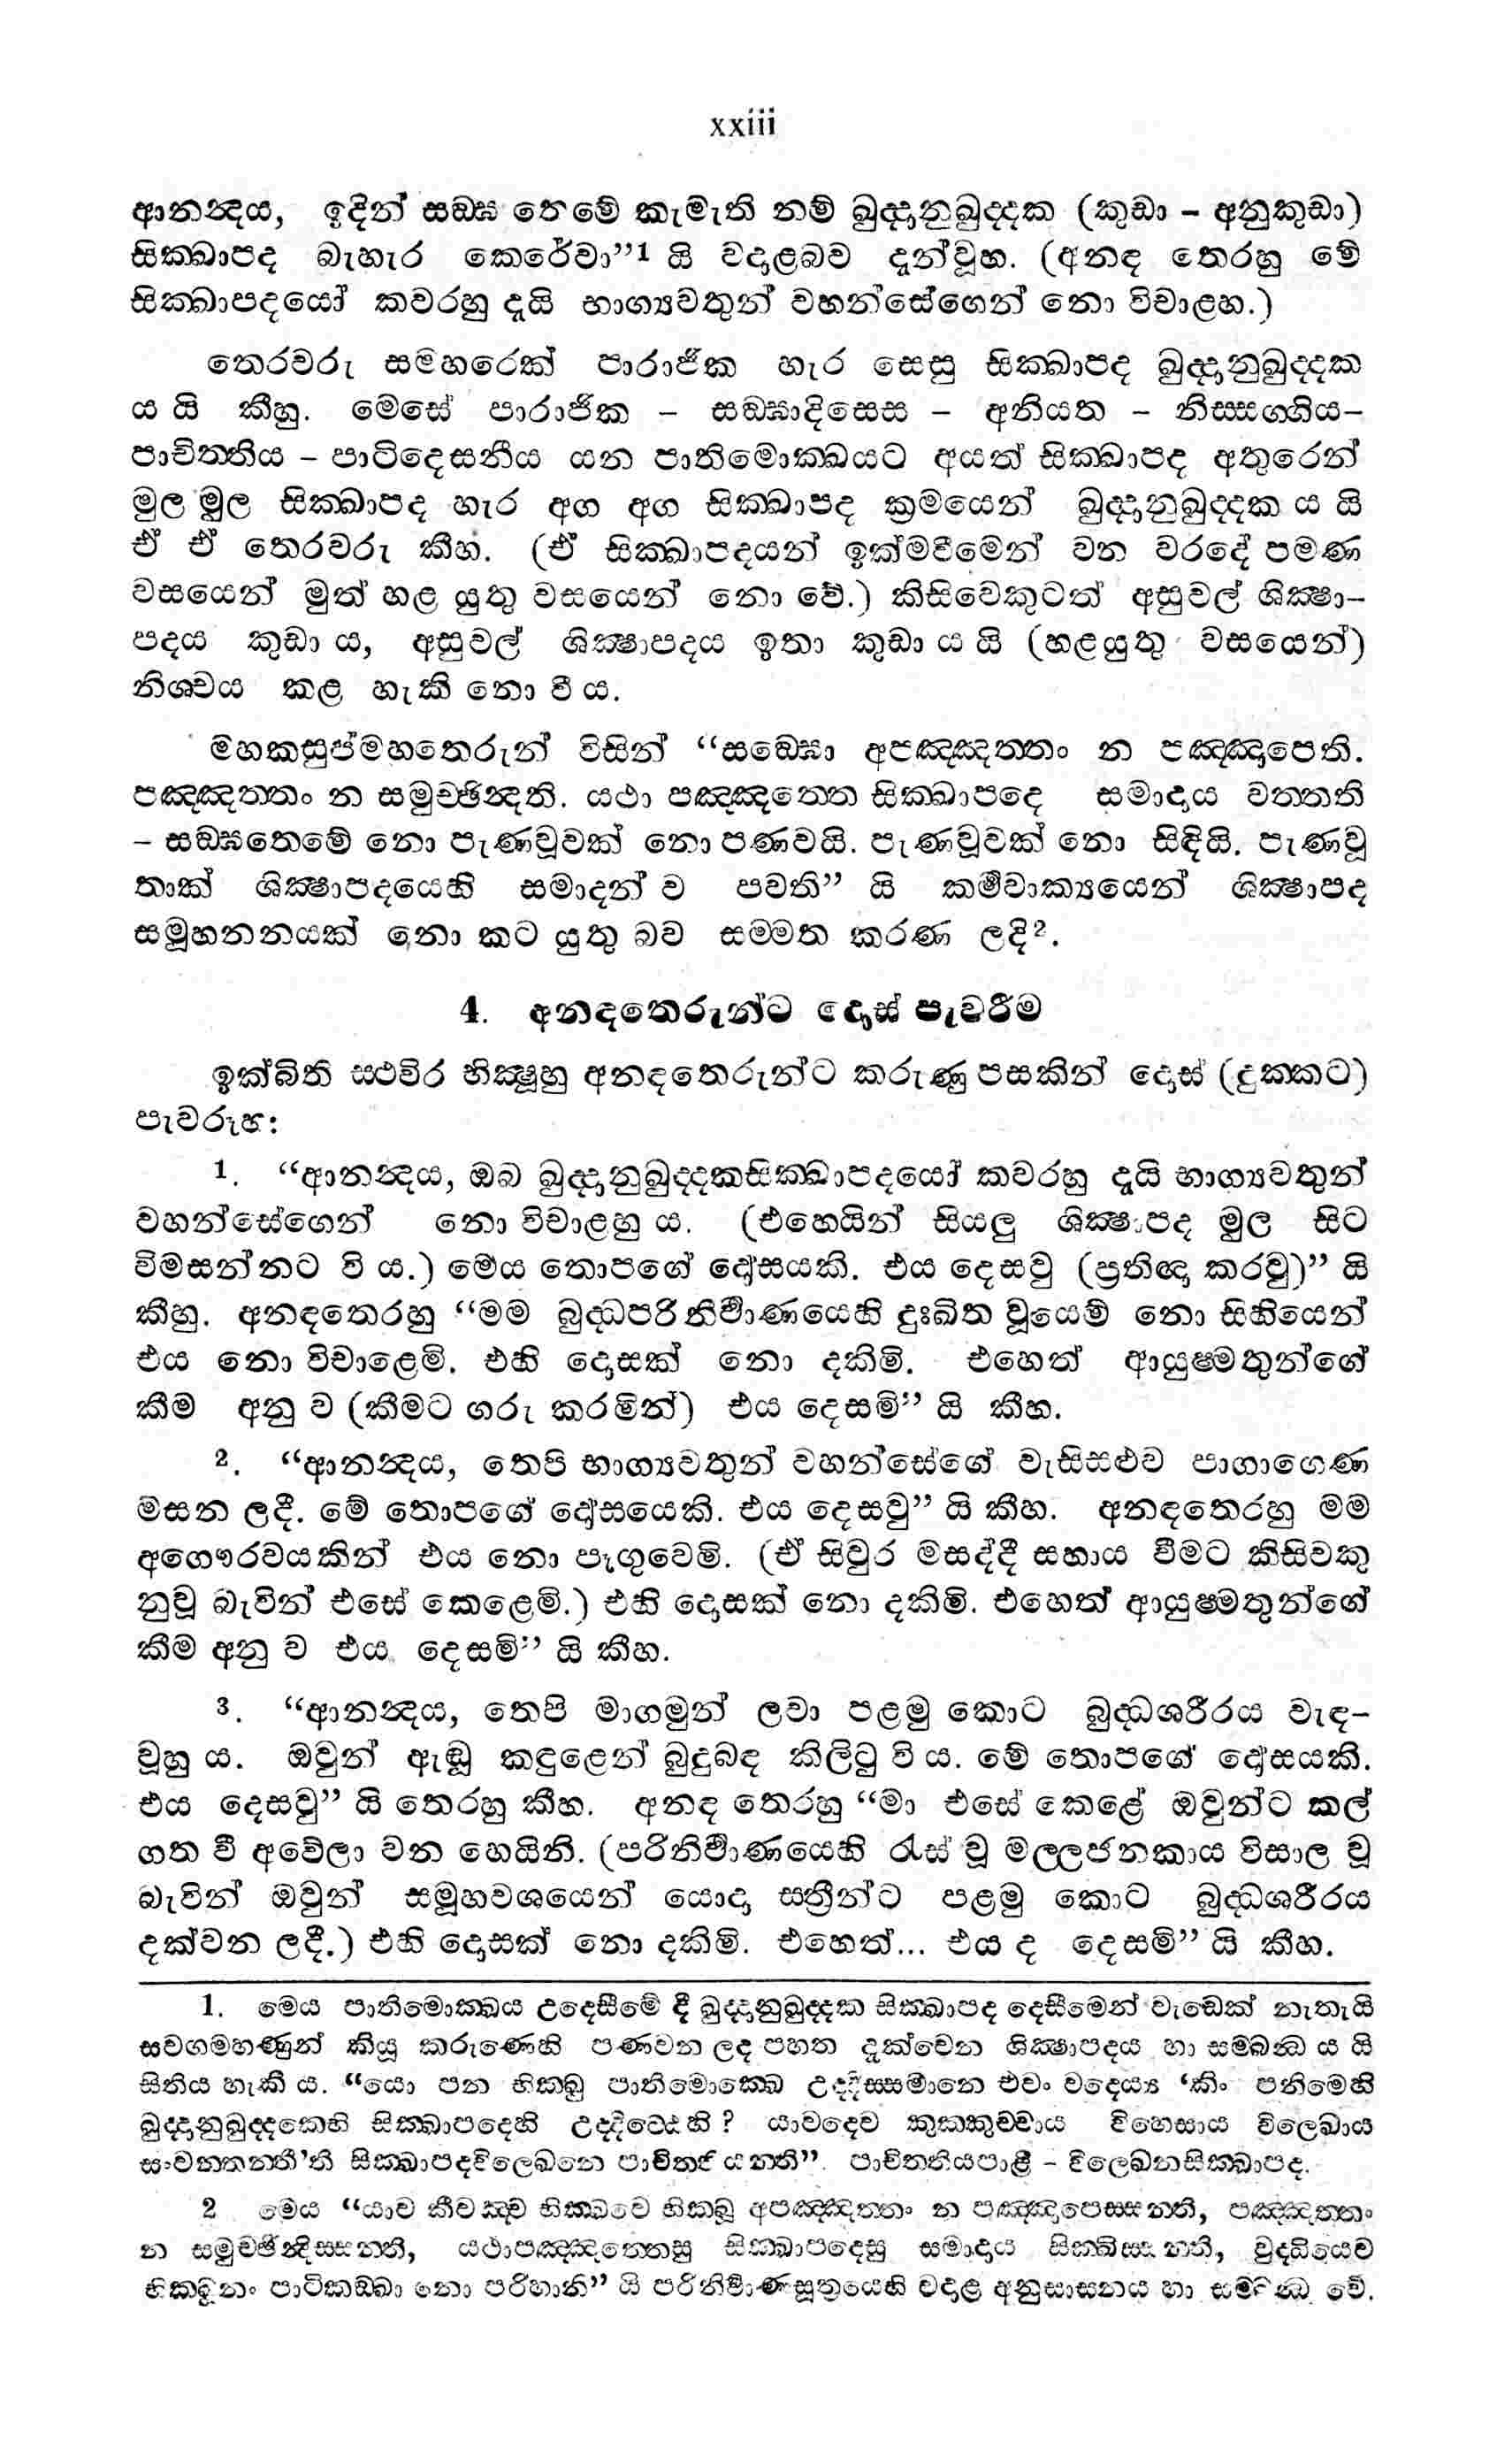 xxiii
ආනන්‍දය, ඉදින් සඞ්ඝ තෙමේ කැමැති නම් ඛුද්‍දානුඛුද්දක (කුඩා – අනුකුඩා)
සික්‍ඛාපද බැහැර කෙරේවා”1 යි වදාළබව දැන්වූහ. (අනඳ තෙරහු මේ
සික්‍ඛාපදයෝ කවරහු දැයි භාග්‍යවතුන් වහන්සේගෙන් නො විචාළහ.)
තෙරවරු සමහරෙක් පාරාජික හැර සෙසු සික්‍ඛාපද ඛුද්‍දානුඛුද්දක
ය යි කීහු. මෙසේ පාරාජික – සඞ්ඝාදිසෙස – අනියත – නිස්සග්ගිය–
පාචිත්තිය – පාටිදෙසනීය යන පාතිමොක්‍ඛයට අයත් සික්‍ඛාපද අතුරෙන්
මුල මුල සික්‍ඛාපද හැර අග අග සික්‍ඛාපද ක්‍රමයෙන් ඛුද්‍දානුඛුද්දක ය යි
ඒ ඒ තෙරවරු කීහ. (ඒ සික්‍ඛාපදයන් ඉක්මවීමෙන් වන වරදේ පමණ
වසයෙන් මුත් හළ යුතු වසයෙන් නො වේ.) කිසිවෙකුටත් අසුවල් ශික්‍ෂා–
පදය කුඩා ය, අසුවල් ශික්‍ෂාපදය ඉතා කුඩා ය යි (හළයුතු වසයෙන්)
නිශ්චය කළ හැකි නො වී ය.
මහකසුප්මහතෙරුන් විසින් “සඞ්ඝො අපඤ්ඤත්තං න පඤ්ඤාපෙති.
පඤ්ඤත්තං න සමුච්ඡින්‍දති. යථා පඤ්ඤත්තෙ සික්‍ඛාපදෙ සමාදාය වත්තති
– සඞ්ඝතෙමේ නො පැණවූවක් නො පණවයි. පැණවූවක් නො සිඳියි. පැණවූ
තාක් ශික්‍ෂාපදයෙහි සමාදන් ව පවති” යි කර්‍මවාක්‍යයෙන් ශික්‍ෂාපද
සමූහනනයක් නො කට යුතු බව සම්මත කරණ ලදි2.
4. අනඳතෙරුන්ට දොස් පැවරීම
ඉක්බිති ස්‍ථවිර භික්‍ෂූහු අනඳතෙරුන්ට කරුණු පසකින් දොස් (දුක්කට)
පැවරූහ:
1. “ආනන්‍දය, ඔබ ඛුද්‍දානුඛුද්දකසික්‍ඛාපදයෝ කවරහු දැයි භාග්‍යවතුන්
වහන්සේගෙන් නො විචාළහු ය. (එහෙයින් සියලු ශික්‍ෂාපද මුල සිට
විමසන්නට වි ය.) මෙය තොපගේ දෝසයකි. එය දෙසවු (ප්‍රතිඥා කරවු)” යි
කීහු. අනඳතෙරහු “මම බුද්‍ධපරිනිර්‍වාණයෙහි දුඃඛිත වූයෙම් නො සිහියෙන්
එය නො විචාළෙමි. එහි දොසක් නො දකිමි. එහෙත් ආයුෂ්මතුන්ගේ
කීම අනු ව (කීමට ගරු කරමින්) එය දෙසමි” යි කීහ.
2. “ආනන්‍දය, තෙපි භාග්‍යවතුන් වහන්සේගේ වැසිසළුව පාගාගෙණ
මසන ලදී. මේ තොපගේ දෝසයෙකි. එය දෙසවු” යි කීහ. අනඳතෙරහු මම
අගෞරවයකින් එය නො පෑගුවෙමි. (ඒ සිවුර මසද්දී සහාය වීමට කිසිවකු
නුවූ බැවින් එසේ කෙළෙමි.) එහි දොසක් නො දකිමි. එහෙත් ආයුෂ්මතුන්ගේ
කීම අනු ව එය දෙසමි” යි කීහ.
3. “ආනන්‍දය, තෙපි මාගමුන් ලවා පළමු කොට බුද්‍ධශරීරය වැඳ–
වූහු ය. ඔවුන් ඇඬූ කඳුළෙන් බුදුබඳ කිලිටු වි ය. මේ තොපගේ දෝසයකි.
එය දෙසවු” යි තෙරහු කීහ. අනඳ තෙරහු “මා එසේ කෙළේ ඔවුන්ට කල්
ගත වී අවේලා වන හෙයිනි. (පරිනිර්‍වාණයෙහි රැස් වූ මල්ලජනකාය විසාල වූ
බැවින් ඔවුන් සමූහවශයෙන් යොදා ස්ත්‍රීන්ට පළමු කොට බුද්‍ධශරීරය
දක්වන ලදී.) එහි දොසක් නො දකිමි. එහෙත්... එය ද දෙසමි” යි කීහ.
1. මෙය පාතිමොක්‍ඛය උදෙසීමේ දී ඛුද්‍දානුඛුද්දක සික්‍ඛාපද දෙසීමෙන් වැඩෙක් නැතැයි
සවගමහණුන් කියූ කරුණෙහි පණවන ලද පහත දැක්වෙන ශික්‍ෂාපදය හා සම්බන්‍ධ ය යි
සිතිය හැකි ය. “යො පන භික්ඛු පාතිමොක්ඛෙ උද්දිස්සමානෙ එවං වදෙය්‍ය ‘කිං පනිමෙහි
ඛුද්‍දානුඛුද්දකෙහි සික්‍ඛාපදෙහි උද්දිට්ඨෙහි? යාවදෙව කුක්කුච්චාය විහෙසාය විලෙඛාය
සංවත්තන්තී’ති සික්‍ඛාපදවිලෙඛනෙ පාචිත්තියන්ති”. පාචිත්තියපාළී – විලෙඛනසික්‍ඛාපද.
2 මෙය “යාව කීවඤ්ච භික්ඛවෙ භික්ඛූ අපඤ්ඤත්තං න පඤ්ඤාපෙස්සන්ති, පඤ්ඤත්තං
න සමුච්ඡින්‍දිස්සන්ති, යථාපඤ්ඤත්තෙසු සික්‍ඛාපදෙසු සමාදාය සික්ඛිස්සන්ති, වුද්ධියෙව
භික්ඛූනං පාටිකඞ්ඛා නො පරිහානි” යි පරිනිර්‍වාණසූත්‍රයෙහි වදාළ අනුසාසනය හා සම්බන්‍ධ වේ.